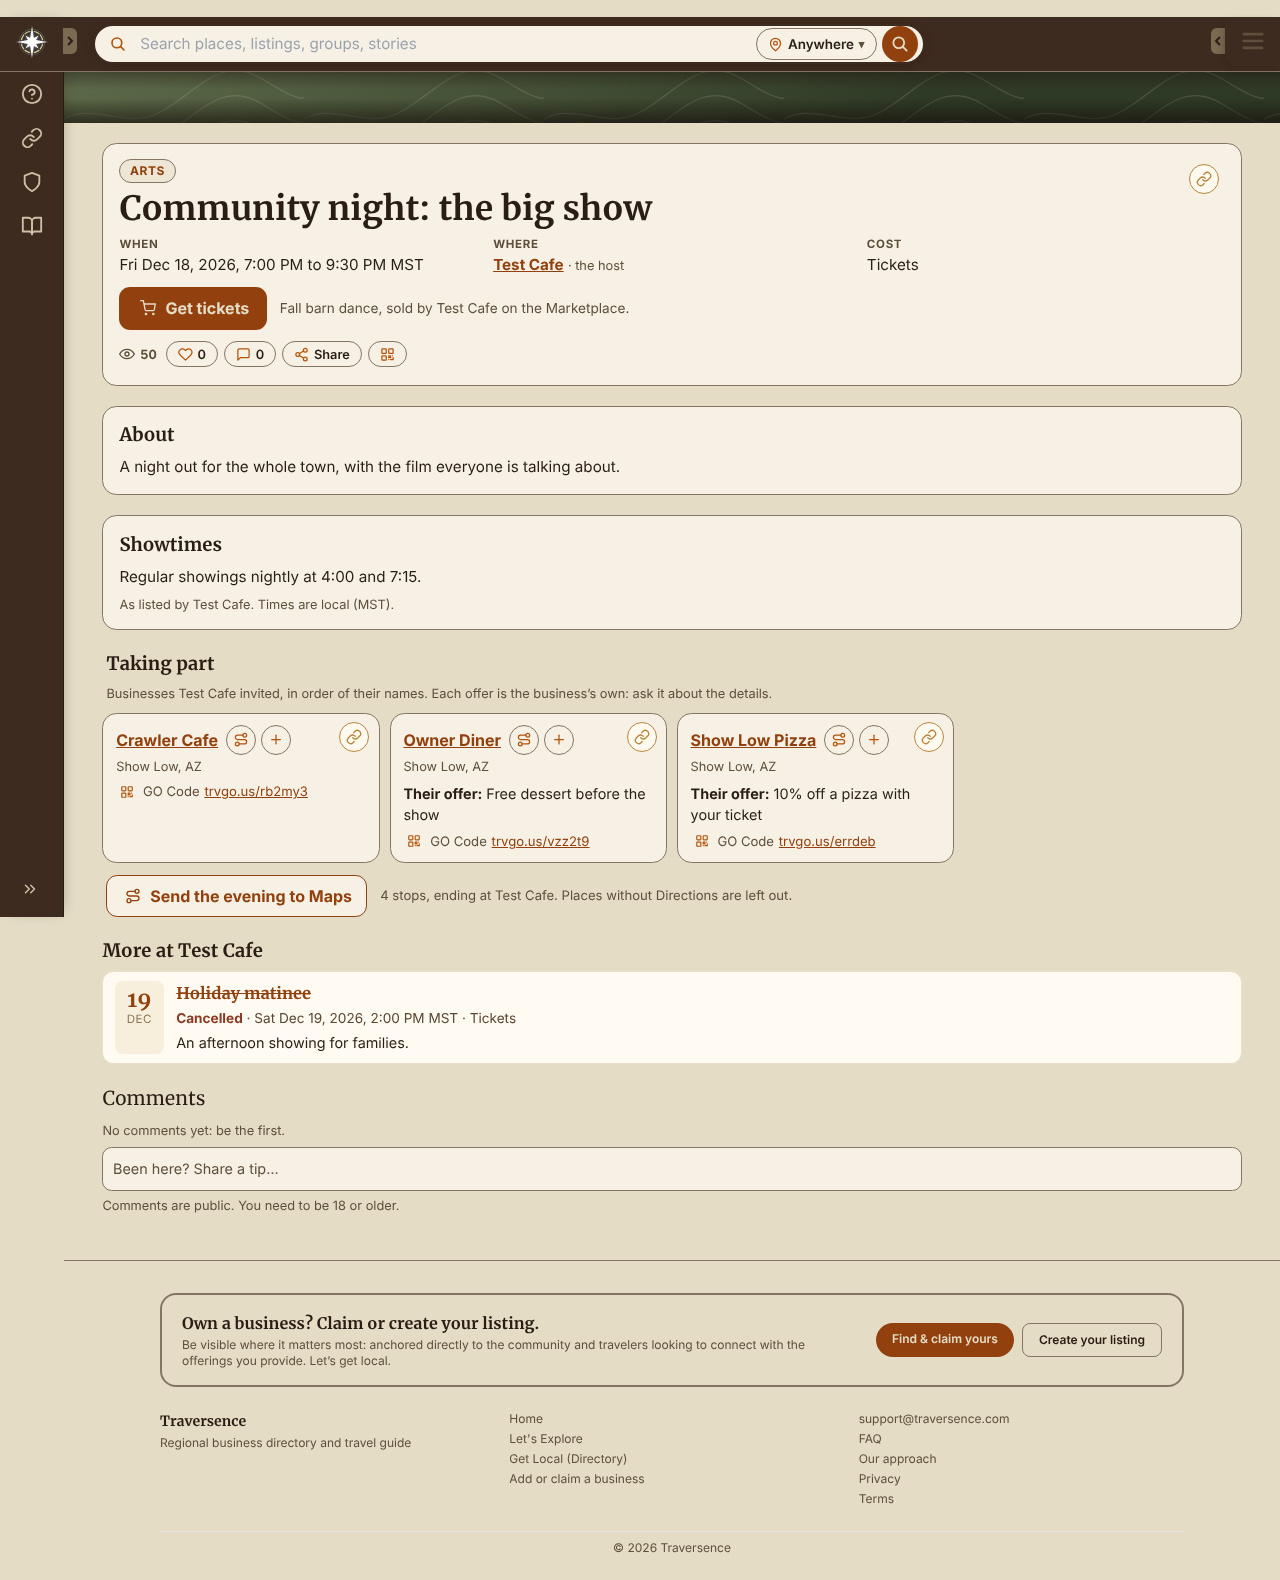 Search places, listings, groups, stories
Anywhere ▾
ARTS
Community night: the big show
WHEN
Fri Dec 18, 2026, 7:00 PM to 9:30 PM MST
WHERE
Test Cafe · the host
COST
Tickets
Get tickets
Fall barn dance, sold by Test Cafe on the Marketplace.
50
0
0
Share
About
A night out for the whole town, with the film everyone is talking about.
Showtimes
Regular showings nightly at 4:00 and 7:15.
As listed by Test Cafe. Times are local (MST).
Taking part
Businesses Test Cafe invited, in order of their names. Each offer is the business’s own: ask it about the details.
Crawler Cafe
Show Low, AZ
GO Code trvgo.us/rb2my3
Owner Diner
Show Low, AZ
Their offer: Free dessert before the
show
GO Code trvgo.us/vzz2t9
Show Low Pizza
Show Low, AZ
Their offer: 10% off a pizza with
your ticket
GO Code trvgo.us/errdeb
Send the evening to Maps
4 stops, ending at Test Cafe. Places without Directions are left out.
More at Test Cafe
19
DEC
Holiday matinee
Cancelled · Sat Dec 19, 2026, 2:00 PM MST · Tickets
An afternoon showing for families.
Comments
No comments yet: be the first.
Been here? Share a tip...
Comments are public. You need to be 18 or older.
Own a business? Claim or create your listing.
Be visible where it matters most: anchored directly to the community and travelers looking to connect with the
offerings you provide. Let’s get local.
Find & claim yours
Create your listing
Traversence
Regional business directory and travel guide
Home
Let's Explore
Get Local (Directory)
Add or claim a business
support@traversence.com
FAQ
Our approach
Privacy
Terms
© 2026 Traversence